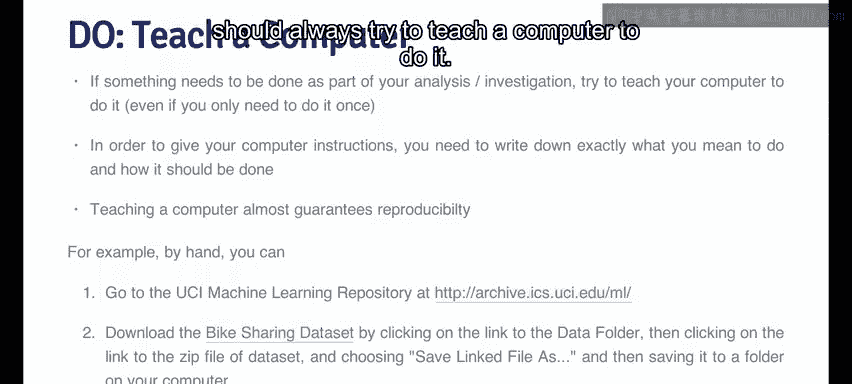 DO: Teach a Computer
should always try to teach a computer to
do it.
· If something needs to be done as part of your analysis / investigation, try to teach your computer to
do it (even if you only need to do it once)
· In order to give your computer instructions, you need to write down exactly what you mean to do
and how it should be done
· Teaching a computer almost guarantees reproducibilty
For example, by hand, you can
1. Go to the UCI Machine Learning Repository at http://archive.ics.uci.edu/ml/
2. Download the Bike Sharing Dataset by clicking on the link to the Data Folder, then clicking on the
link to the zip file of dataset, and choosing "Save Linked File As..." and then saving it to a folder
on your computer